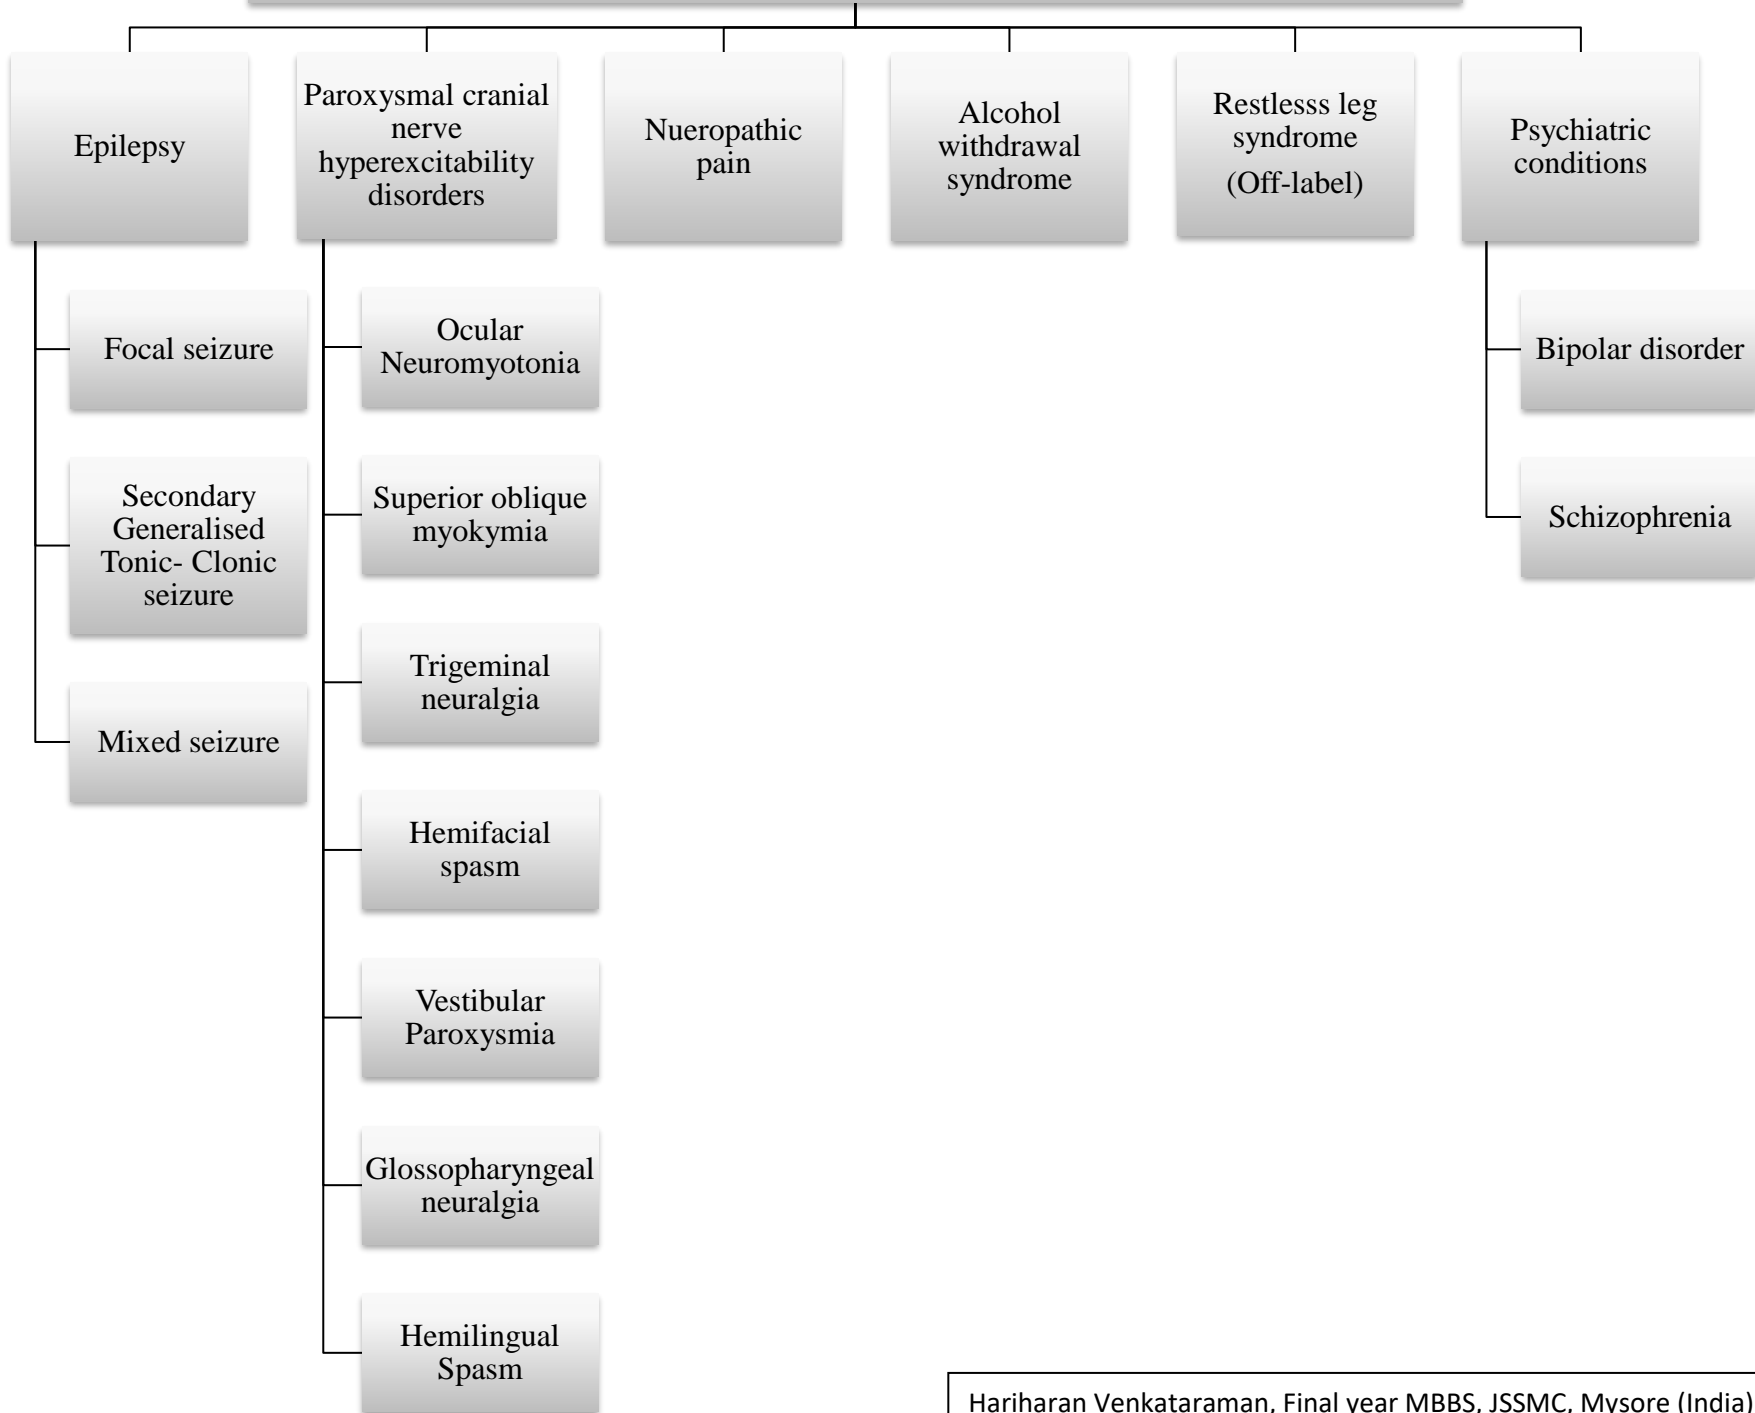 Epilepsy
Paroxysmal cranial
nerve
hyperexcitability
disorders
Nueropathic
pain
Alcohol
withdrawal
syndrome
Restlesss leg
syndrome
(Off-label)
Psychiatric
conditions
Focal seizure
Secondary
Generalised
Tonic- Clonic
seizure
Mixed seizure
Ocular
Neuromyotonia
Superior oblique
myokymia
Trigeminal
neuralgia
Hemifacial
spasm
Vestibular
Paroxysmia
Glossopharyngeal
neuralgia
Hemilingual
Spasm
Bipolar disorder
Schizophrenia
Hariharan Venkataraman, Final year MBBS, JSSMC, Mysore (India)